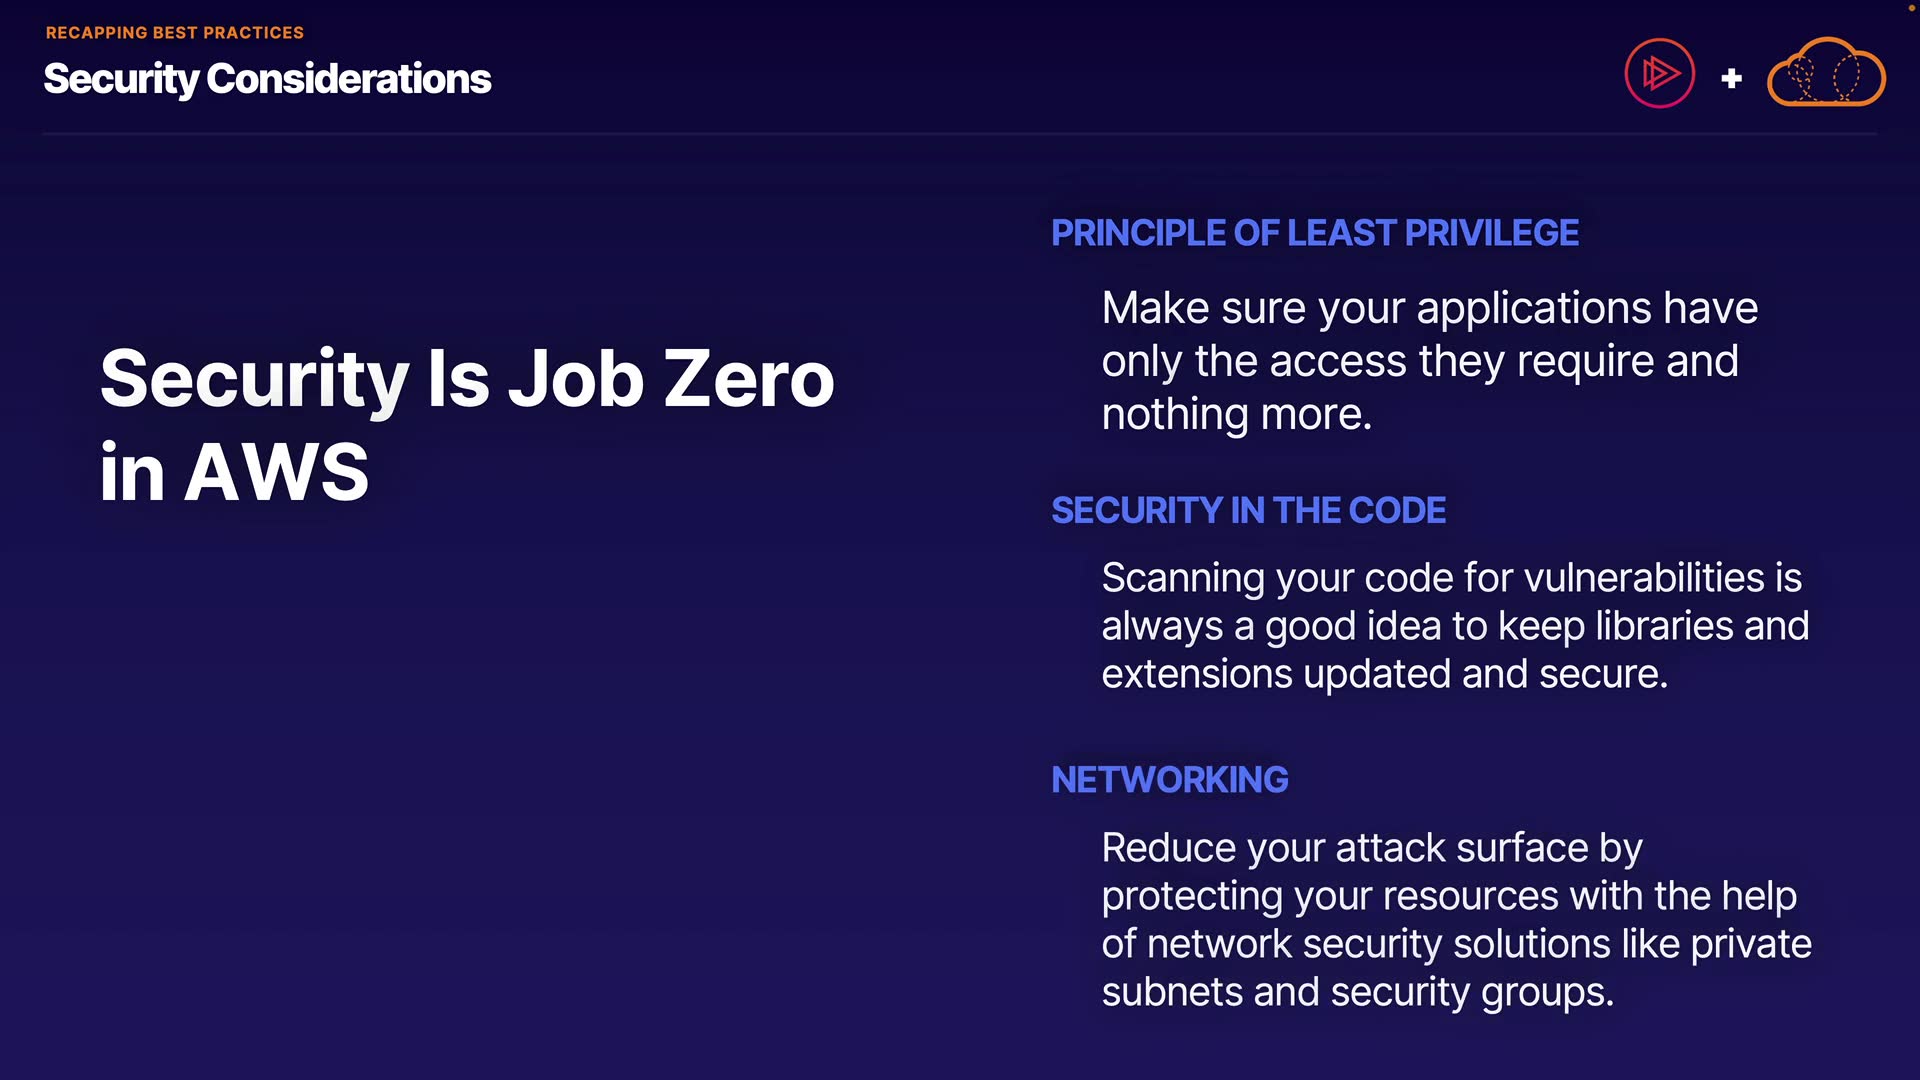 RECAPPING BEST PRACTICES
Security Considerations
Security Is Job Zero
in AWS
PRINCIPLE OF LEAST PRIVILEGE
Make sure your applications have
only the access they require and
nothing more.
SECURITY IN THE CODE
Scanning your code for vulnerabilities is
always a good idea to keep libraries and
extensions updated and secure.
NETWORKING
Reduce your attack surface by
protecting your resources with the help
of network security solutions like private
subnets and security groups.